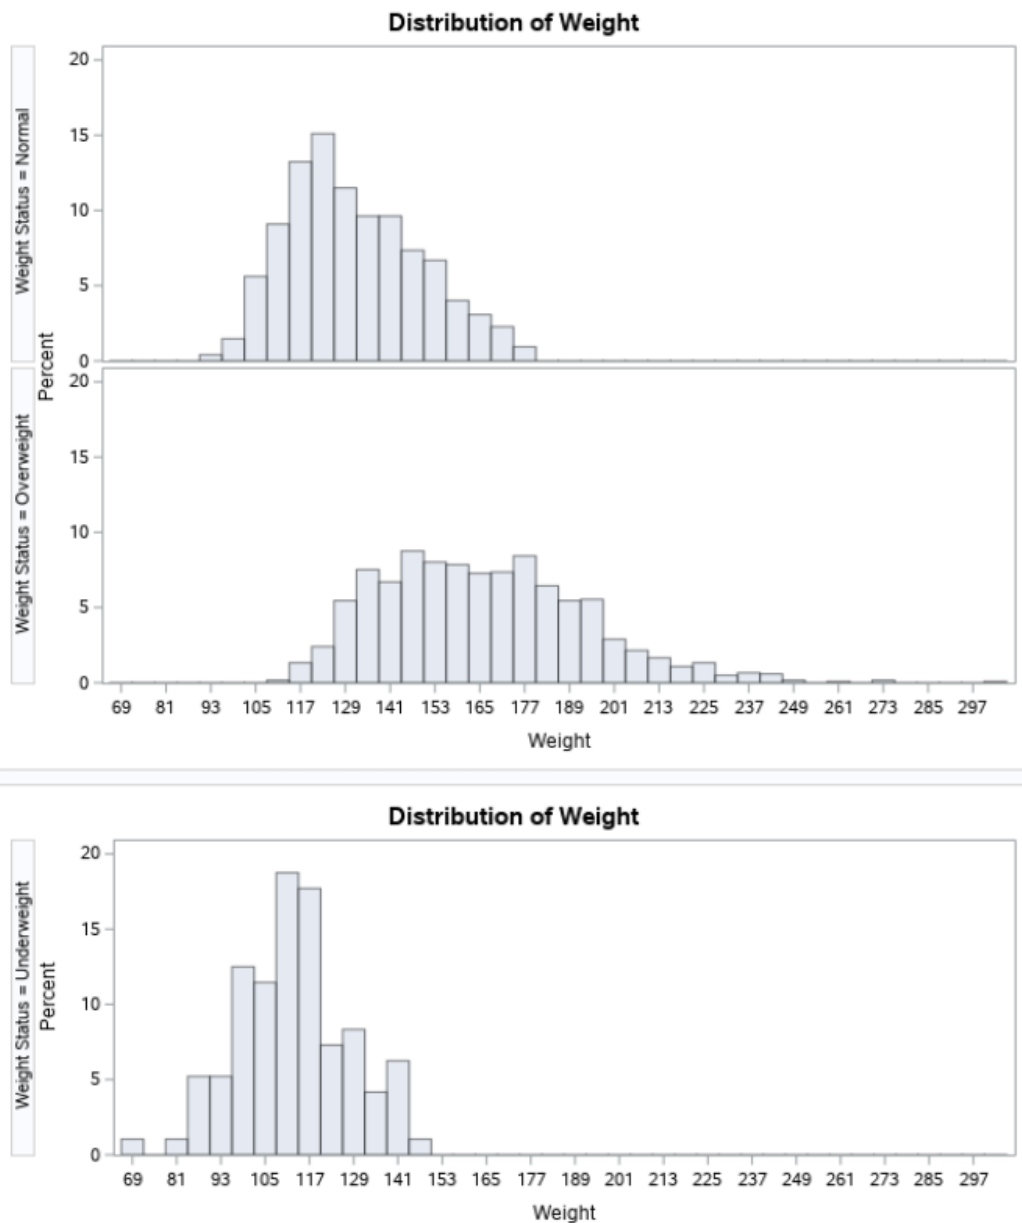 Distribution of Weight
Weight Status = Normal
20
15
10
5
0
Percent
Weight Status = Overweight
20
15
10
5
0
69 81 93 105 117 129 141 153 165 177 189 201 213 225 237 249 261 273 285 297
Weight
Distribution of Weight
Weight Status = Underweight
Percent
20
15
10
5
0
69 81 93 105 117 129 141 153 165 177 189 201 213 225 237 249 261 273 285 297
Weight